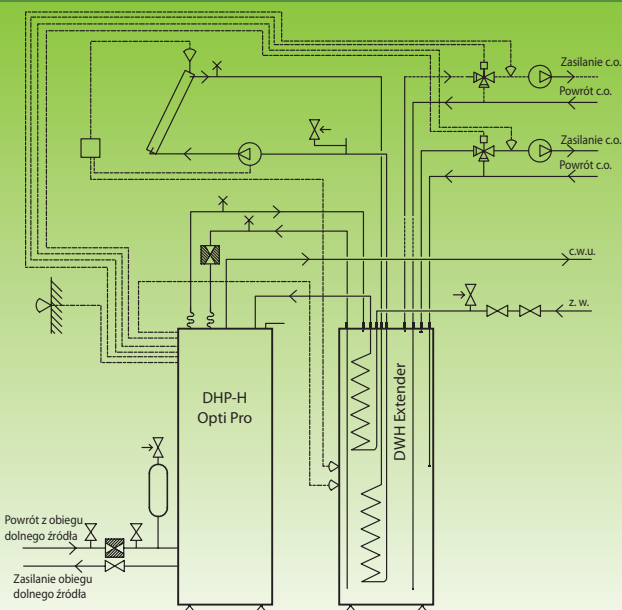 Zasilanie c.o.
Powrót c.o.
Zasilanie c.o.
Powrót c.o.
c.w.u.
z. w.
DHP-H
Opti Pro
DWH Extender
Powrót z obiegu
dolnego źródła
Zasilanie obiegu
dolnego źródła